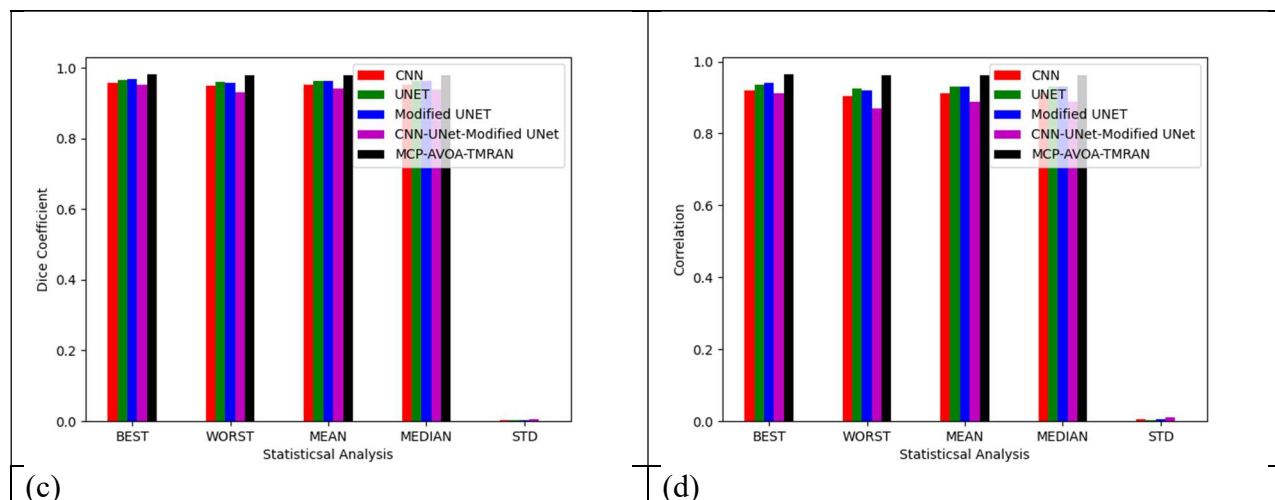 1.0
0.8
0.6
0.4
0.2
0.0
Dice Coefficient
CNN
UNET
Modified UNET
CNN-UNet-Modified UNet
MCP-AVOA-TMRAN
BEST WORST MEAN MEDIAN STD
Statisticsal Analysis
(c)
1.0
0.8
0.6
0.4
0.2
0.0
Correlation
CNN
UNET
Modified UNET
CNN-UNet-Modified UNet
MCP-AVOA-TMRAN
BEST WORST MEAN MEDIAN STD
Statisticsal Analysis
(d)